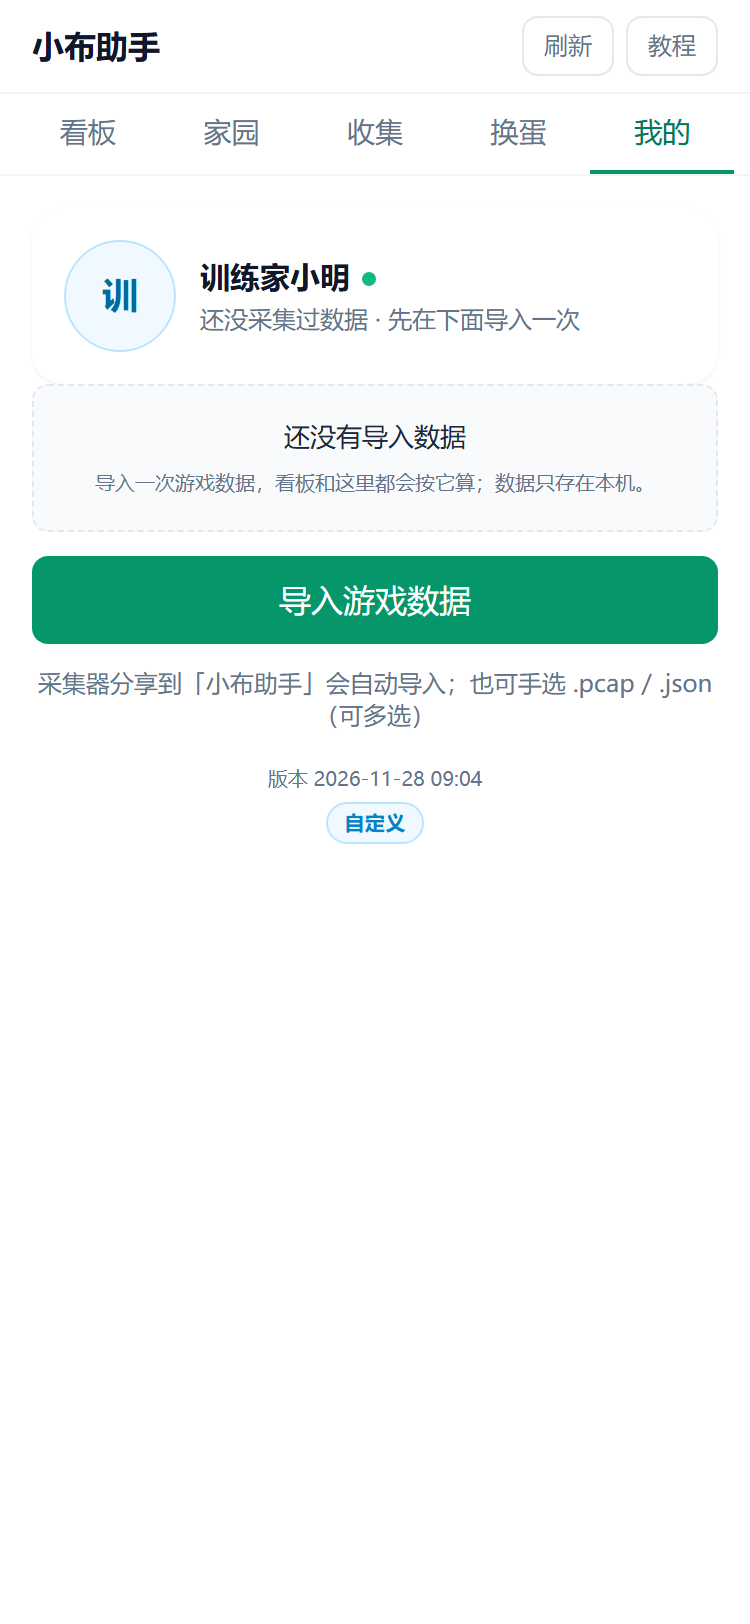 小布助手
刷新
教程
看板
家园
收集
换蛋
我的
训
训练家小明
还没采集过数据 · 先在下面导入一次
还没有导入数据
导入一次游戏数据，看板和这里都会按它算；数据只存在本机。
导入游戏数据
采集器分享到「小布助手」会自动导入；也可手选 .pcap / .json
（可多选）
版本 2026-11-28 09:04
自定义